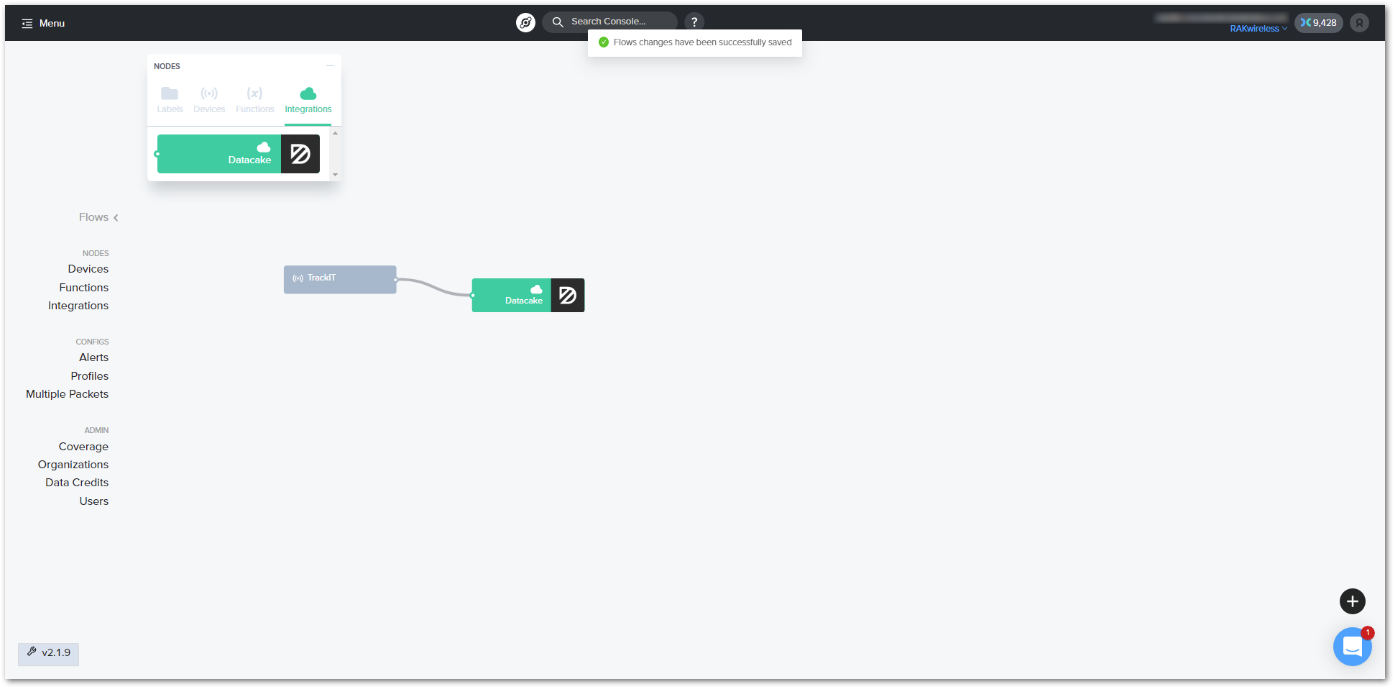 Menu
Search Console...
?
RAKwireless
9,428
R
Flows changes have been successfully saved
NODES
Labels
Devices
Functions
Integrations
Datacake
Flows
NODES
Devices
Functions
Integrations
CONFIGS
Alerts
Profiles
Multiple Packets
ADMIN
Coverage
Organizations
Data Credits
Users
TrackIT
Datacake
1
v2.1.9